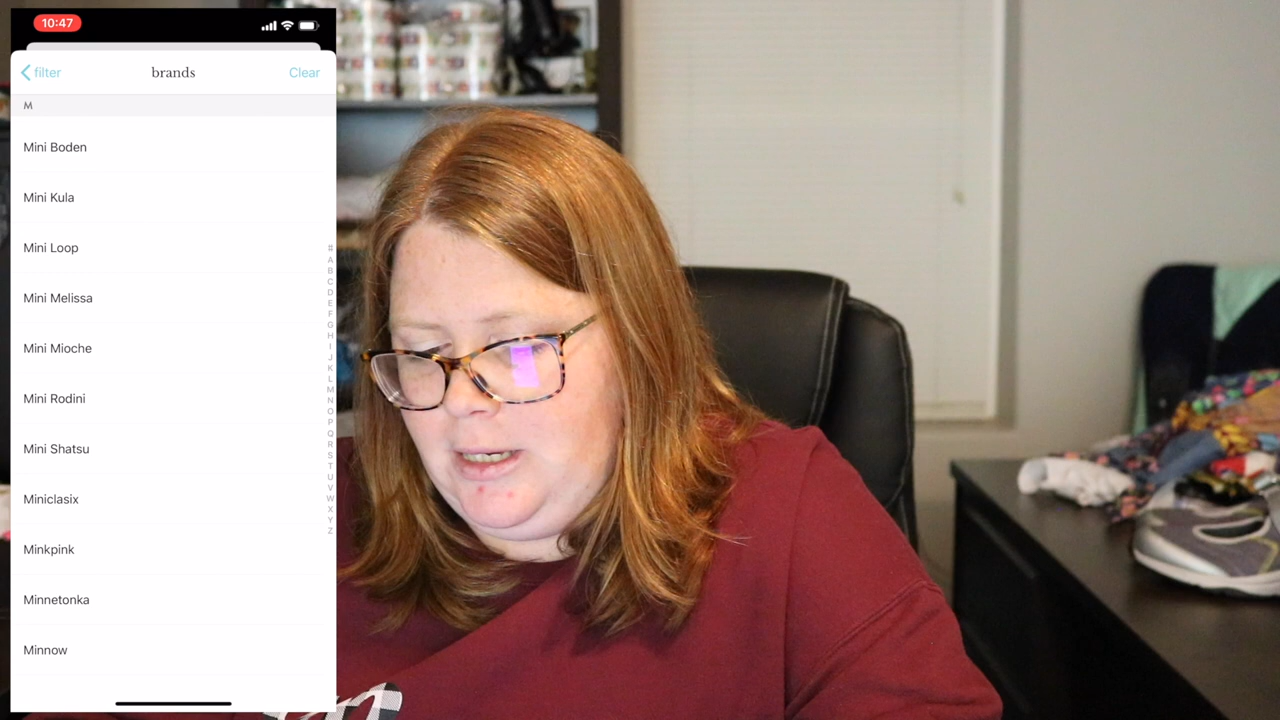 10:47
filter
brands
Clear
M
Mini Boden
Mini Kula
Mini Loop
Mini Melissa
Mini Mioche
Mini Rodini
Mini Shatsu
Miniclasix
Minkpink
Minnetonka
Minnow
#
A
B
C
D
E
F
G
H
I
J
K
L
M
N
O
P
Q
R
S
T
U
V
W
X
Y
Z